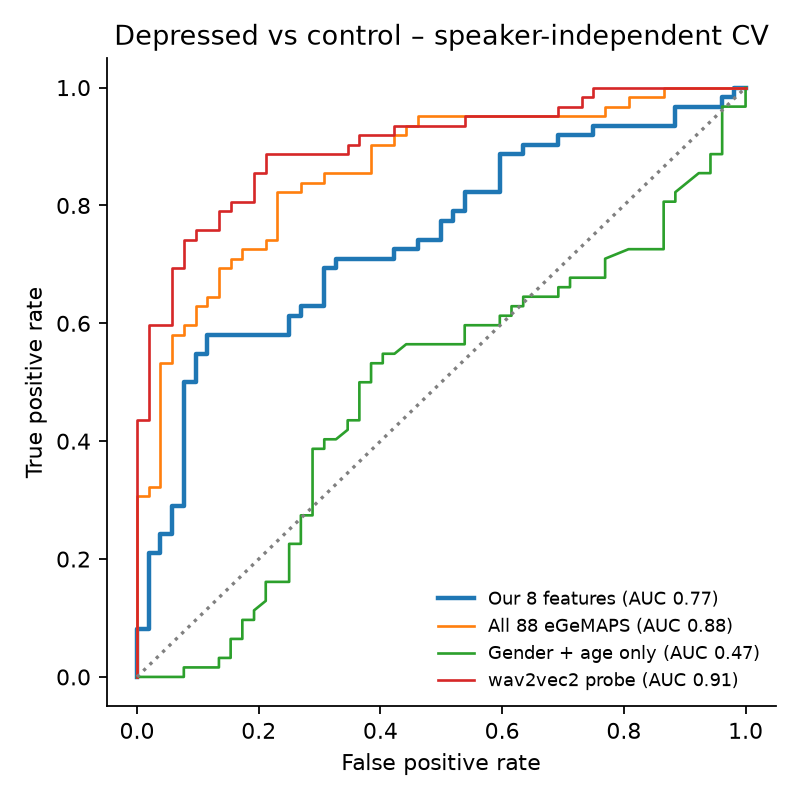 Depressed vs control – speaker-independent CV
True positive rate
1.0
0.8
0.6
0.4
0.2
0.0
Our 8 features (AUC 0.77)
All 88 eGeMAPS (AUC 0.88)
Gender + age only (AUC 0.47)
wav2vec2 probe (AUC 0.91)
0.0 0.2 0.4 0.6 0.8 1.0
False positive rate